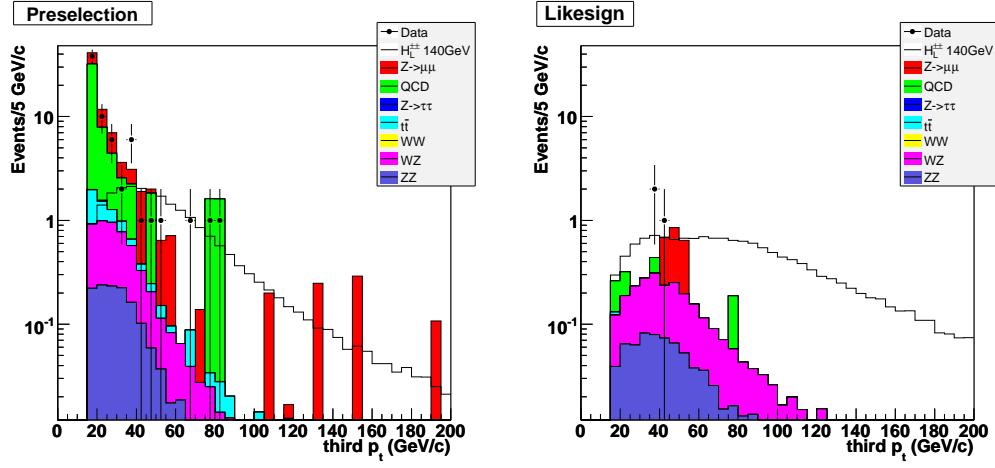 Preselection
Events/5 GeV/c
10
1
10⁻¹
0 20 40 60 80 100 120 140 160 180 200
third pₜ (GeV/c)
Data
H_L^{±±} 140GeV
Z->μμ
QCD
Z->ττ
tt̄
WW
WZ
ZZ
Likesign
Events/5 GeV/c
10
1
10⁻¹
0 20 40 60 80 100 120 140 160 180 200
third pₜ (GeV/c)
Data
H_L^{±±} 140GeV
Z->μμ
QCD
Z->ττ
tt̄
WW
WZ
ZZ